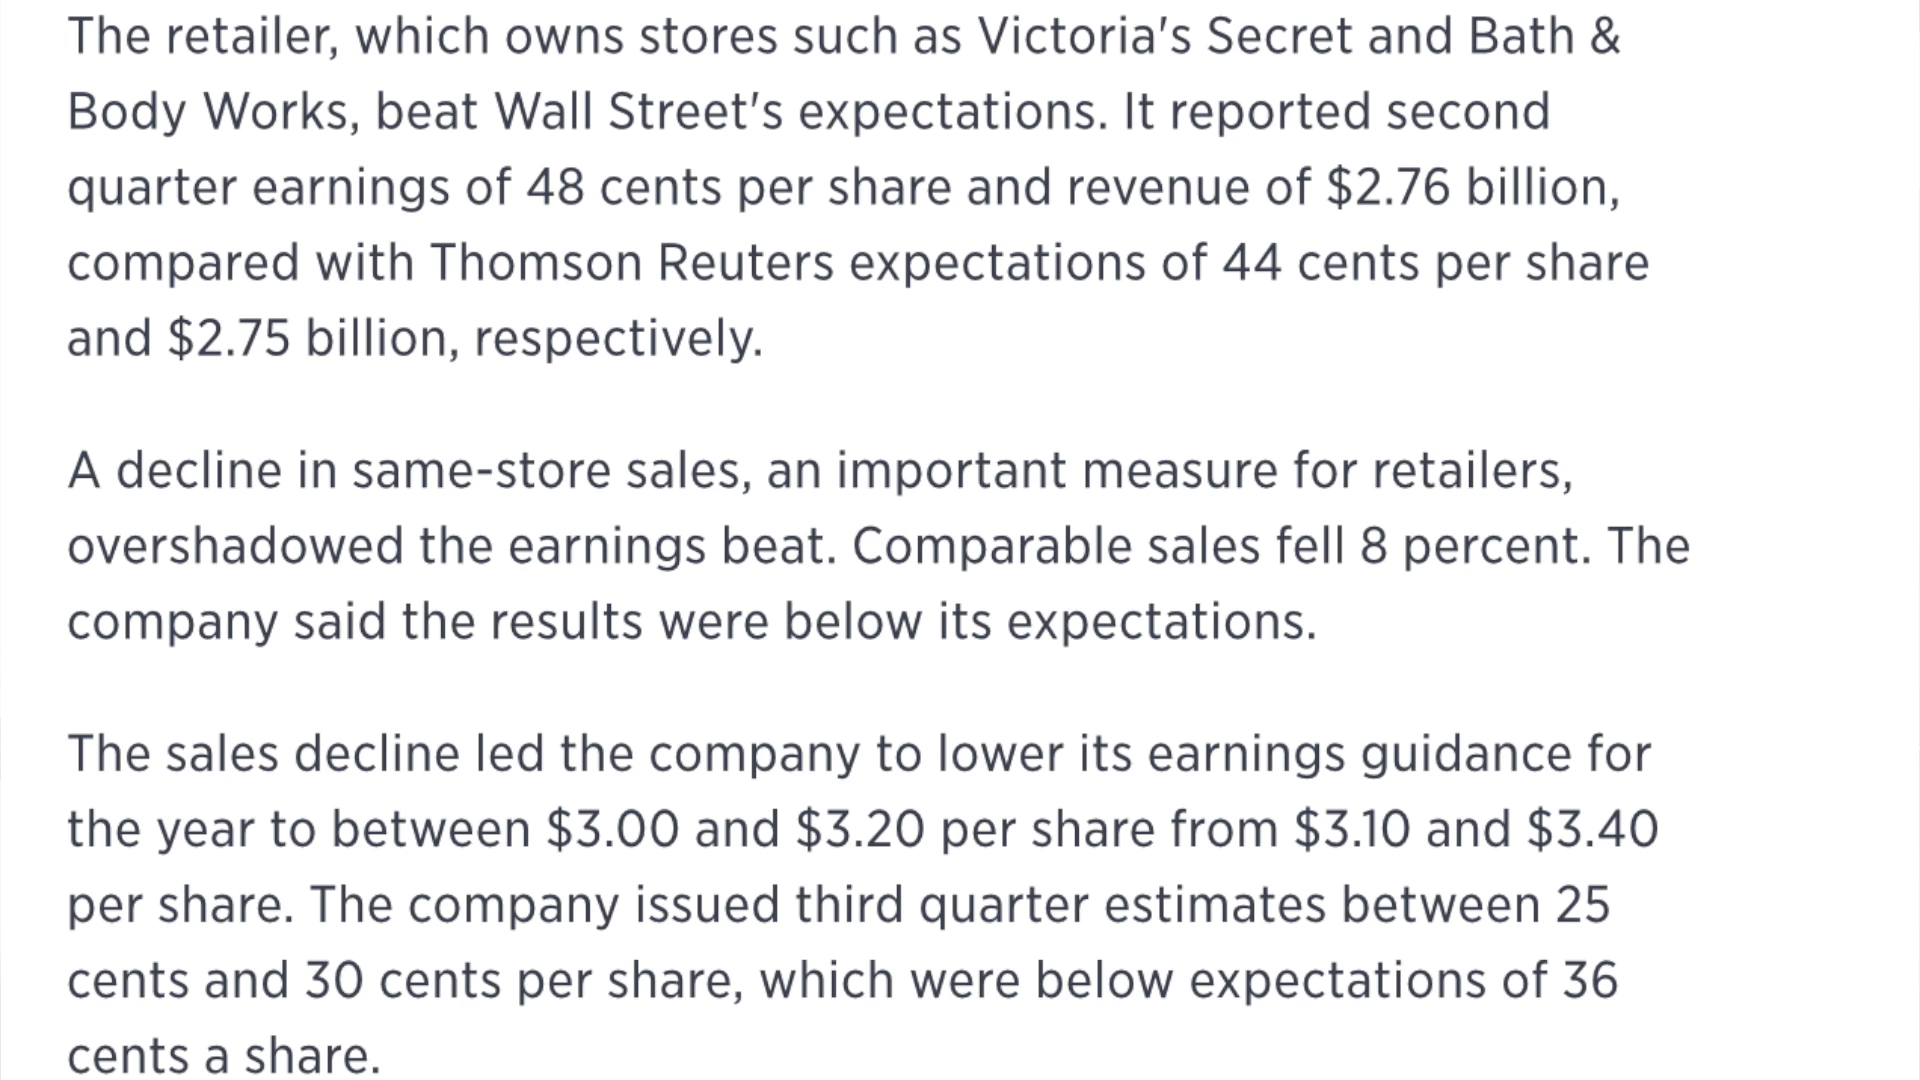 The retailer, which owns stores such as Victoria's Secret and Bath &
Body Works, beat Wall Street's expectations. It reported second
quarter earnings of 48 cents per share and revenue of $2.76 billion,
compared with Thomson Reuters expectations of 44 cents per share
and $2.75 billion, respectively.
A decline in same-store sales, an important measure for retailers,
overshadowed the earnings beat. Comparable sales fell 8 percent. The
company said the results were below its expectations.
The sales decline led the company to lower its earnings guidance for
the year to between $3.00 and $3.20 per share from $3.10 and $3.40
per share. The company issued third quarter estimates between 25
cents and 30 cents per share, which were below expectations of 36
cents a share.